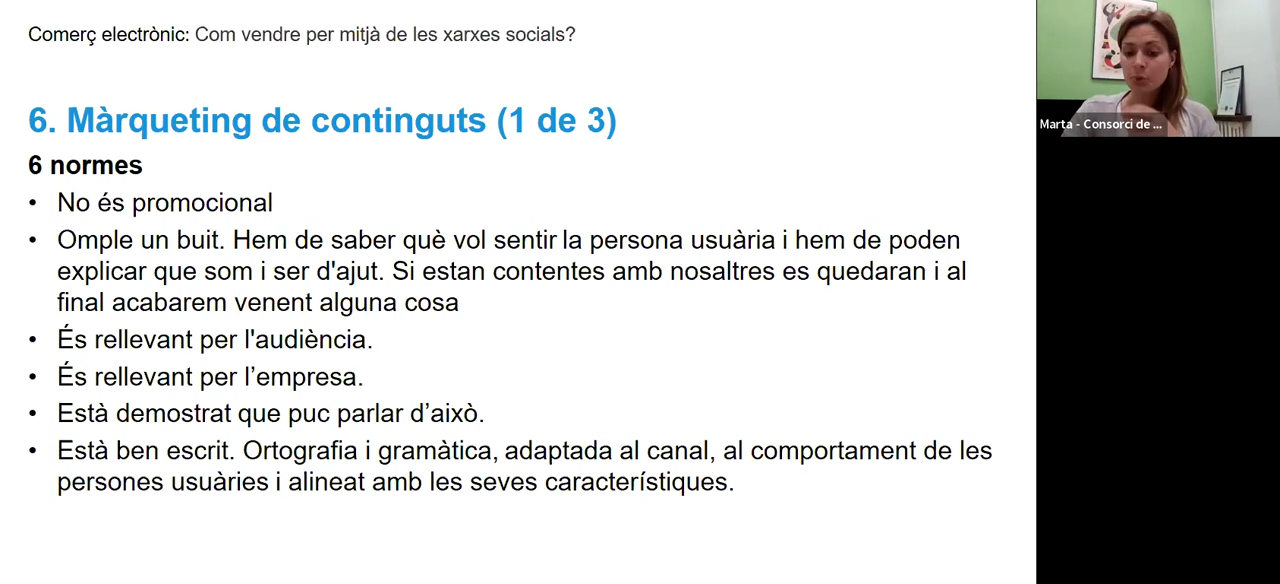 Comerç electrònic: Com vendre per mitjà de les xarxes socials?
6. Màrqueting de continguts (1 de 3)
6 normes
• No és promocional
• Omple un buit. Hem de saber què vol sentir la persona usuària i hem de poden
explicar que som i ser d'ajut. Si estan contentes amb nosaltres es quedaran i al
final acabarem venent alguna cosa
• És rellevant per l'audiència.
• És rellevant per l’empresa.
• Està demostrat que puc parlar d’això.
• Està ben escrit. Ortografia i gramàtica, adaptada al canal, al comportament de les
persones usuàries i alineat amb les seves característiques.
Marta - Consorci de ...